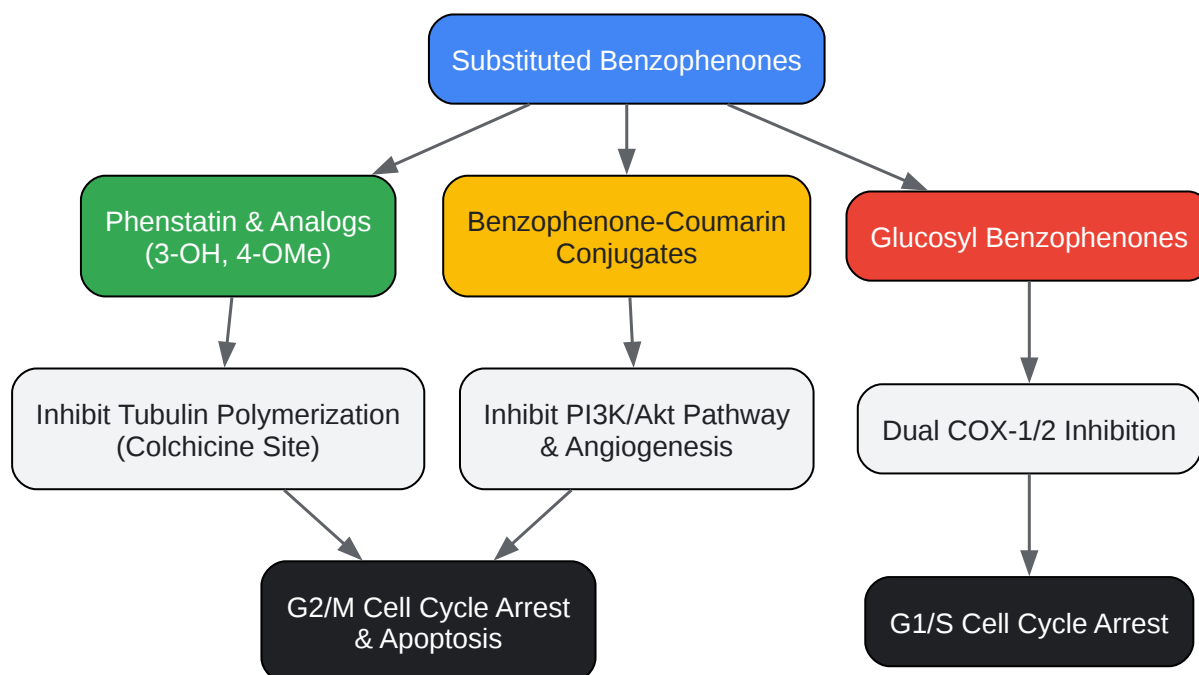 Substituted Benzophenones
Phenstatin & Analogs
(3-OH, 4-OMe)
Benzophenone-Coumarin
Conjugates
Glucosyl Benzophenones
Inhibit Tubulin Polymerization
(Colchicine Site)
Inhibit PI3K/Akt Pathway
& Angiogenesis
Dual COX-1/2 Inhibition
G2/M Cell Cycle Arrest
& Apoptosis
G1/S Cell Cycle Arrest